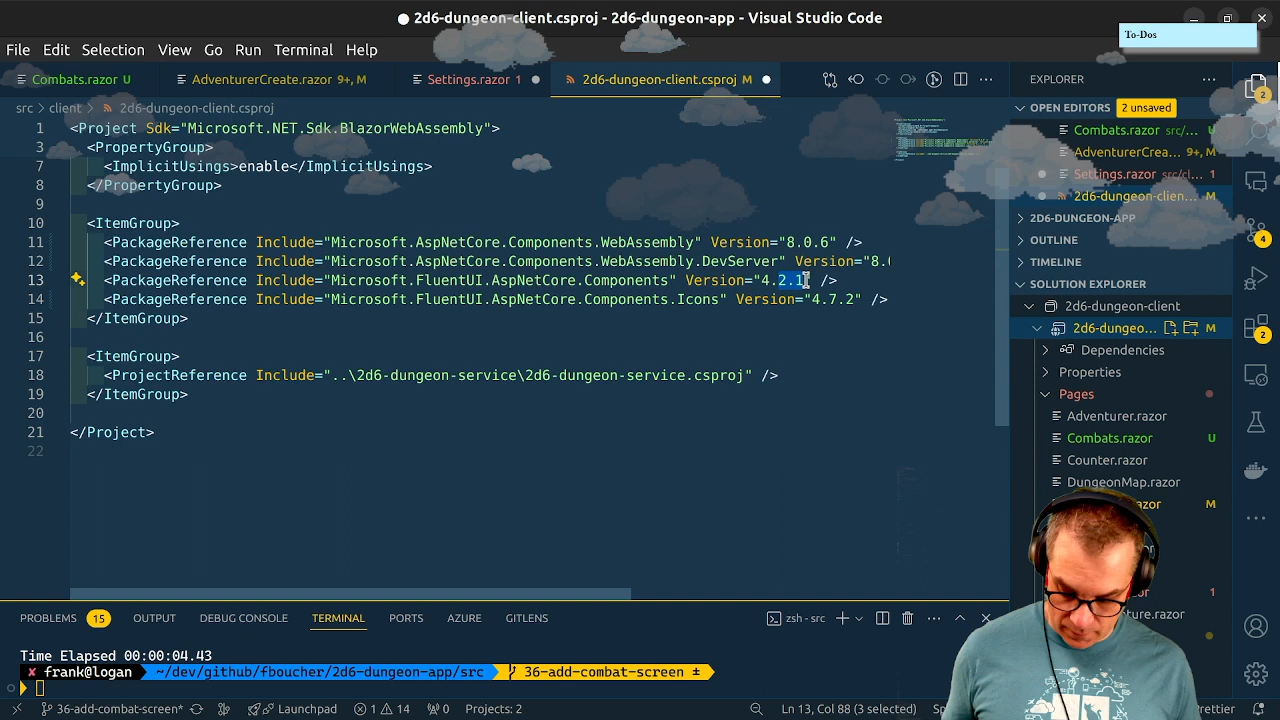 2d6-dungeon-client.csproj - 2d6-dungeon-app - Visual Studio Code
To-Dos
File Edit Selection View Go Run Terminal Help
Combats.razor U
AdventurerCreate.razor 9+, M
Settings.razor 1
2d6-dungeon-client.csproj M
EXPLORER
src client 2d6-dungeon-client.csproj
1 <Project Sdk="Microsoft.NET.Sdk.BlazorWebAssembly">
3 <PropertyGroup>
7 <ImplicitUsings>enable</ImplicitUsings>
8 </PropertyGroup>
9
10 <ItemGroup>
11 <PackageReference Include="Microsoft.AspNetCore.Components.WebAssembly" Version="8.0.6" />
12 <PackageReference Include="Microsoft.AspNetCore.Components.WebAssembly.DevServer" Version="8.0
13 <PackageReference Include="Microsoft.FluentUI.AspNetCore.Components" Version="4.2.1" />
14 <PackageReference Include="Microsoft.FluentUI.AspNetCore.Components.Icons" Version="4.7.2" />
15 </ItemGroup>
16
17 <ItemGroup>
18 <ProjectReference Include="..\2d6-dungeon-service\2d6-dungeon-service.csproj" />
19 </ItemGroup>
20
21 </Project>
22
OPEN EDITORS 2 unsaved
Combats.razor src/... U
AdventurerCrea... 9+, M
Settings.razor src/cl... 1
2d6-dungeon-clien... M
2D6-DUNGEON-APP
OUTLINE
TIMELINE
SOLUTION EXPLORER
2d6-dungeon-client
2d6-dungeo... M
Dependencies
Properties
Pages
Adventurer.razor
Combats.razor U
Counter.razor
DungeonMap.razor
.razor M
1
ture.razor
2
4
2
PROBLEMS 15 OUTPUT DEBUG CONSOLE TERMINAL PORTS AZURE GITLENS
zsh - src
Time Elapsed 00:00:04.43
✘ frank@logan ~/dev/github/fboucher/2d6-dungeon-app/src 36-add-combat-screen ±
36-add-combat-screen* Launchpad 1 14 0 Projects: 2 Ln 13, Col 88 (3 selected) Prettier